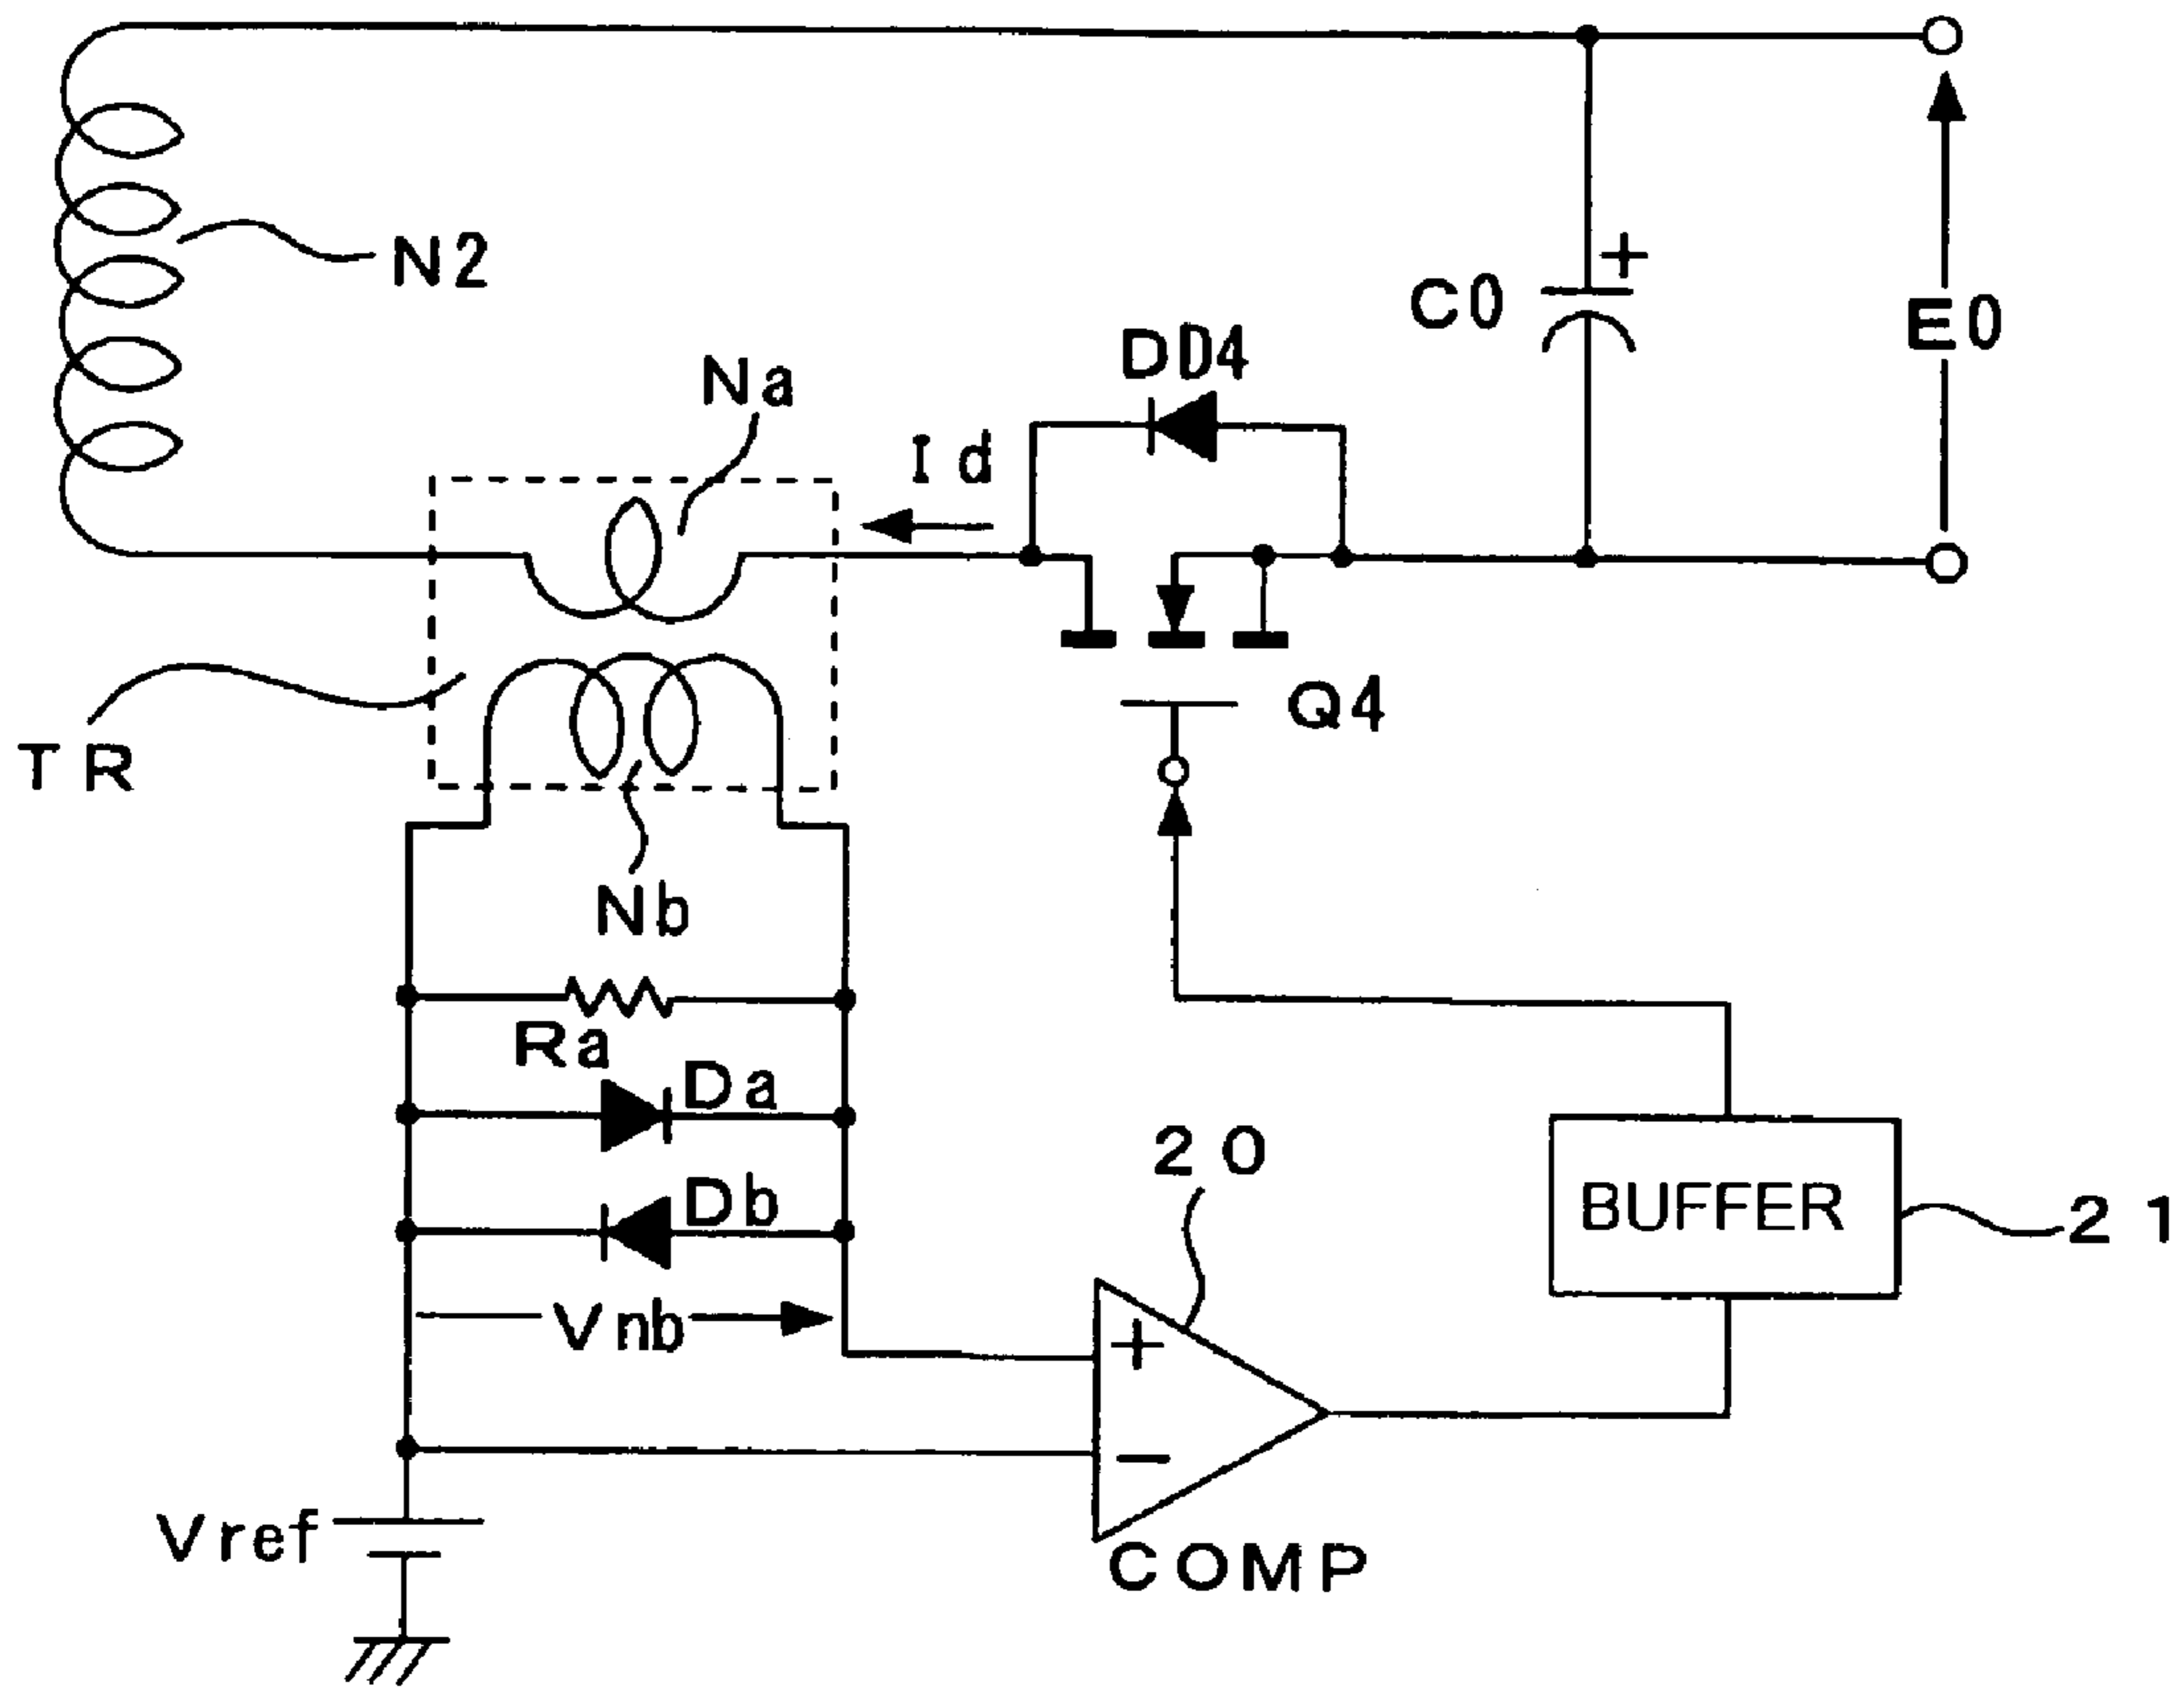 N2
C0
+
E0
DD4
Na
Id
Q4
TR
Nb
Ra
Da
20
Db
BUFFER
21
Vnb
+
−
Vref
COMP